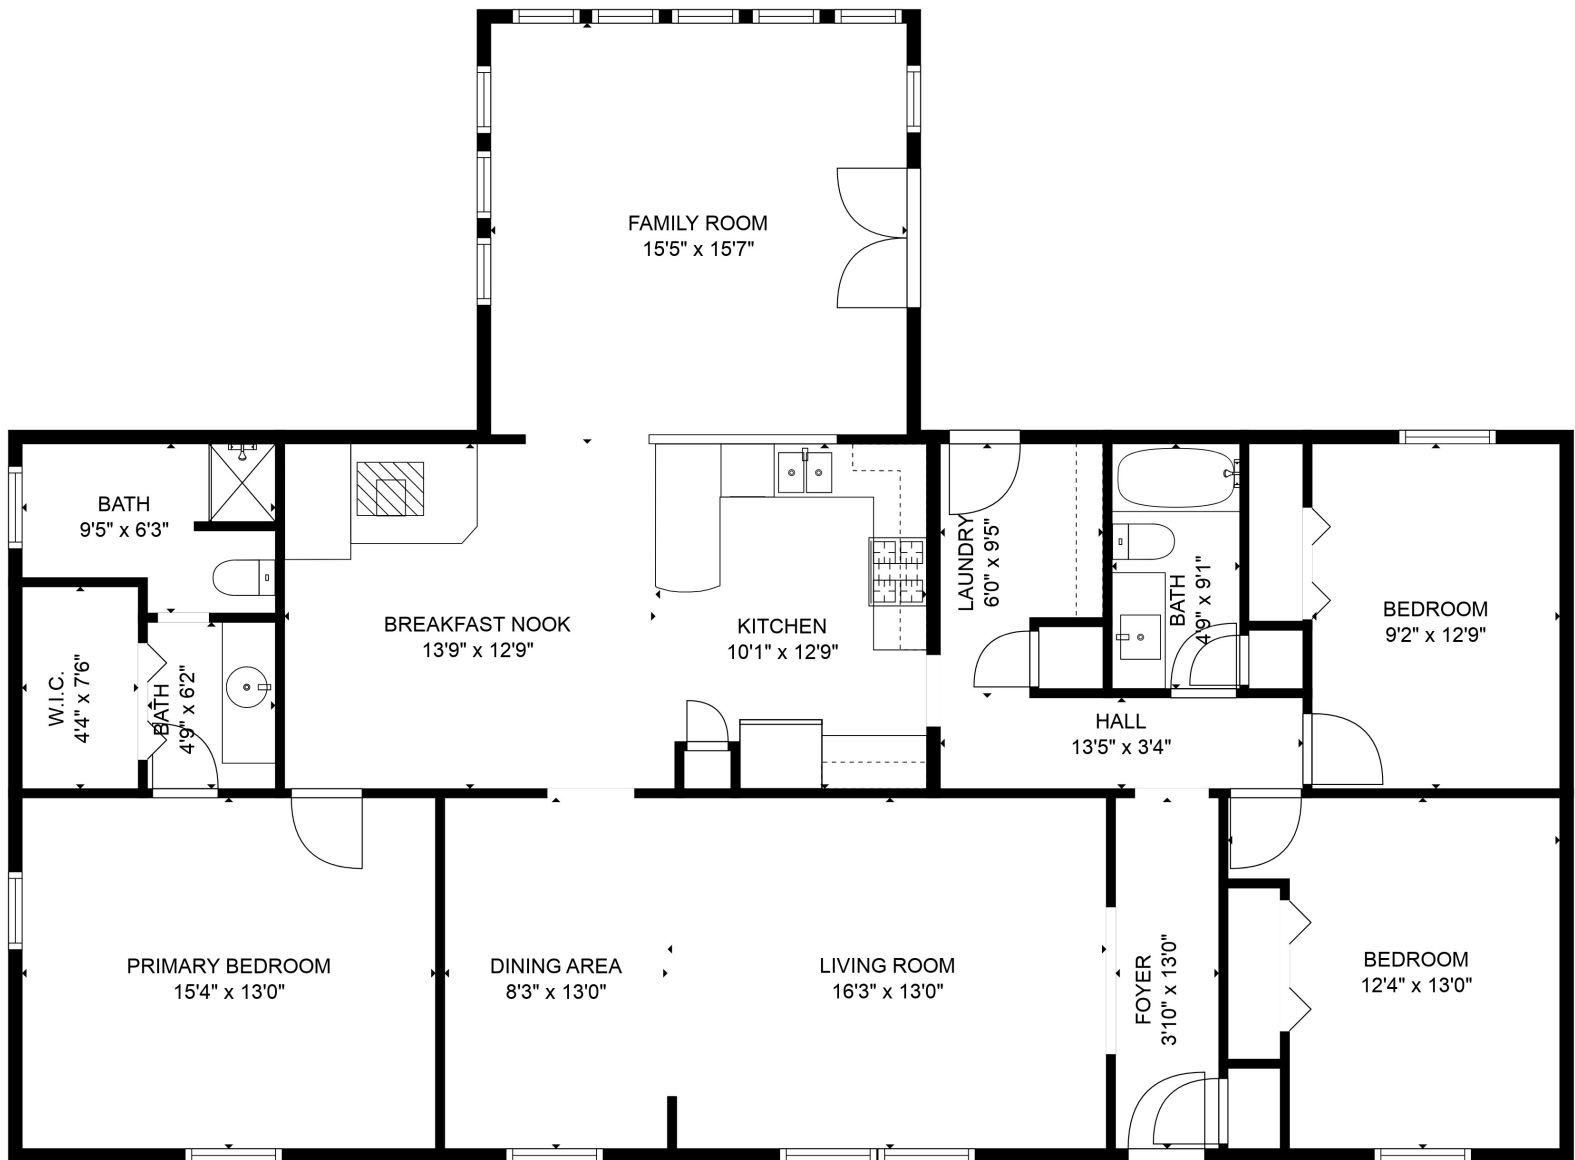 FAMILY ROOM
15'5" x 15'7"
BATH
9'5" x 6'3"
W.I.C.
4'4" x 7'6"
BATH
4'9" x 6'2"
BREAKFAST NOOK
13'9" x 12'9"
KITCHEN
10'1" x 12'9"
LAUNDRY
6'0" x 9'5"
BATH
4'9" x 9'1"
BEDROOM
9'2" x 12'9"
HALL
13'5" x 3'4"
PRIMARY BEDROOM
15'4" x 13'0"
DINING AREA
8'3" x 13'0"
LIVING ROOM
16'3" x 13'0"
FOYER
3'10" x 13'0"
BEDROOM
12'4" x 13'0"